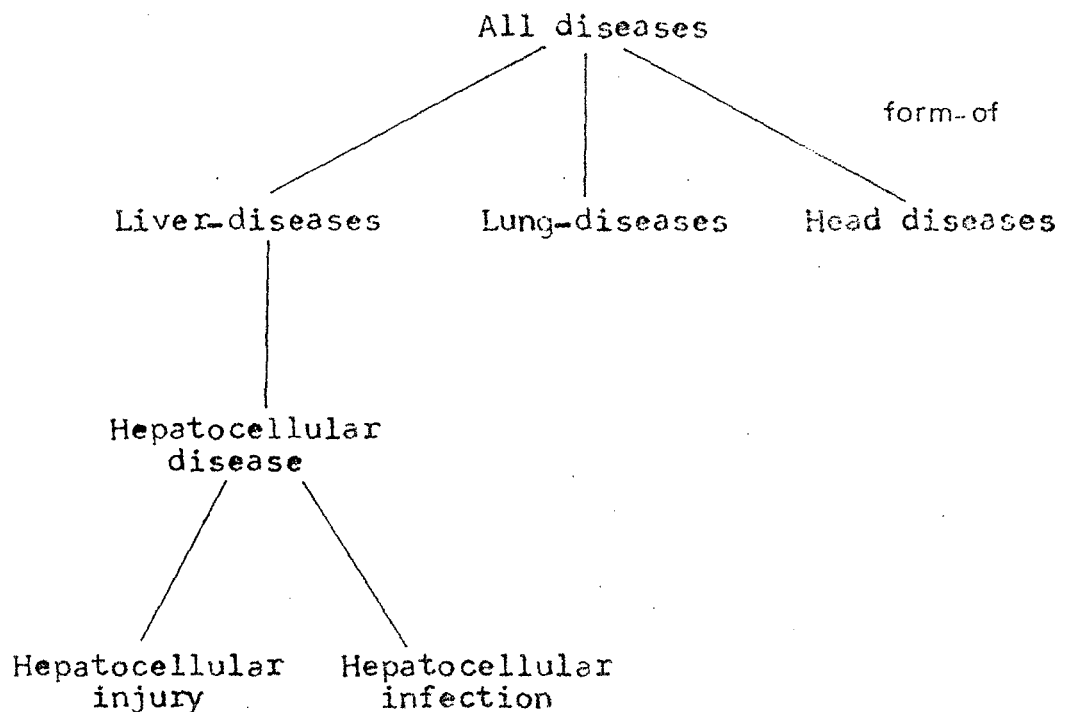 All diseases
form-of
Liver-diseases Lung-diseases Head diseases
Hepatocellular
disease
Hepatocellular Hepatocellular
injury infection